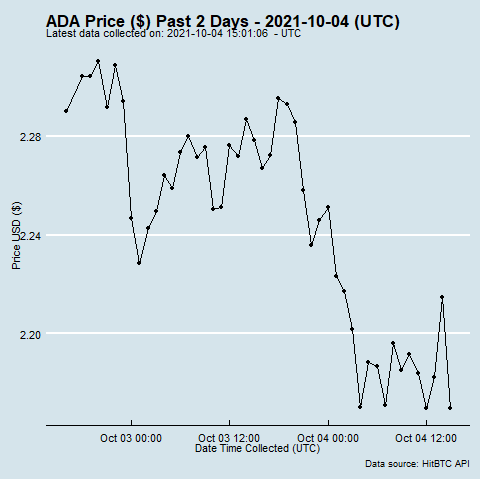 ADA Price ($) Past 2 Days - 2021-10-04 (UTC)
Latest data collected on: 2021-10-04 15:01:06 - UTC
Price USD ($)
2.28
2.24
2.20
Oct 03 00:00
Oct 03 12:00
Oct 04 00:00
Oct 04 12:00
Date Time Collected (UTC)
Data source: HitBTC API